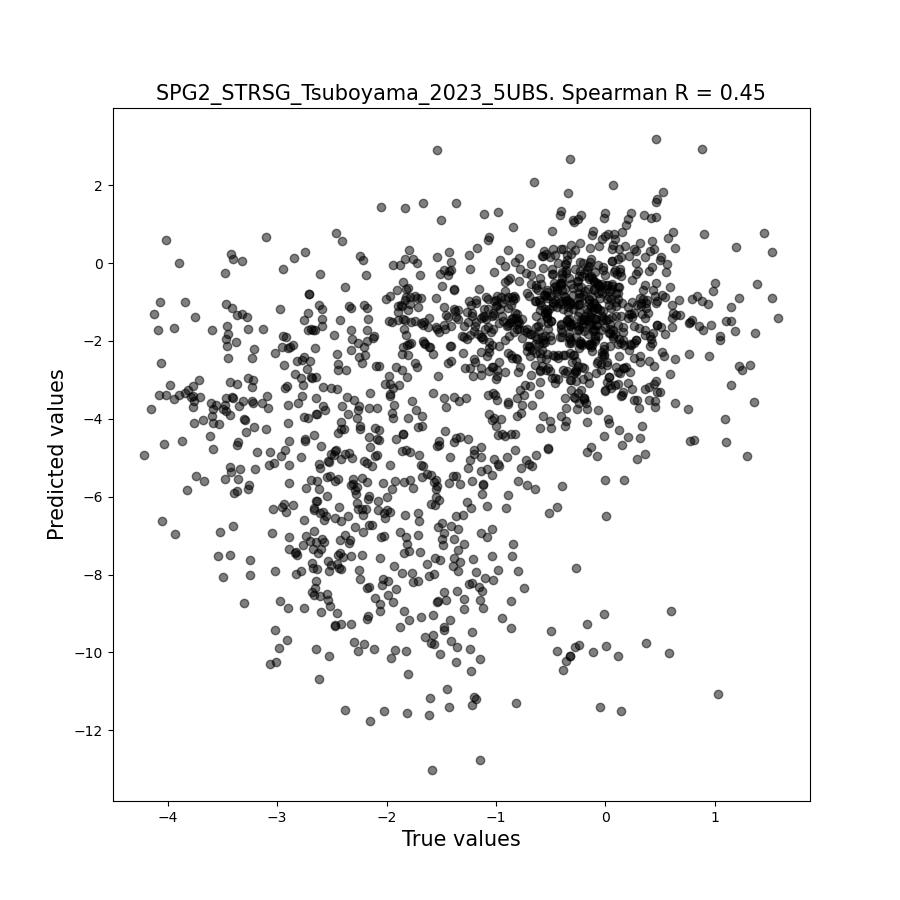 SPG2_STRSG_Tsuboyama_2023_5UBS. Spearman R = 0.45
2
0
−2
−4
−6
−8
−10
−12
Predicted values
−4 −3 −2 −1 0 1
True values